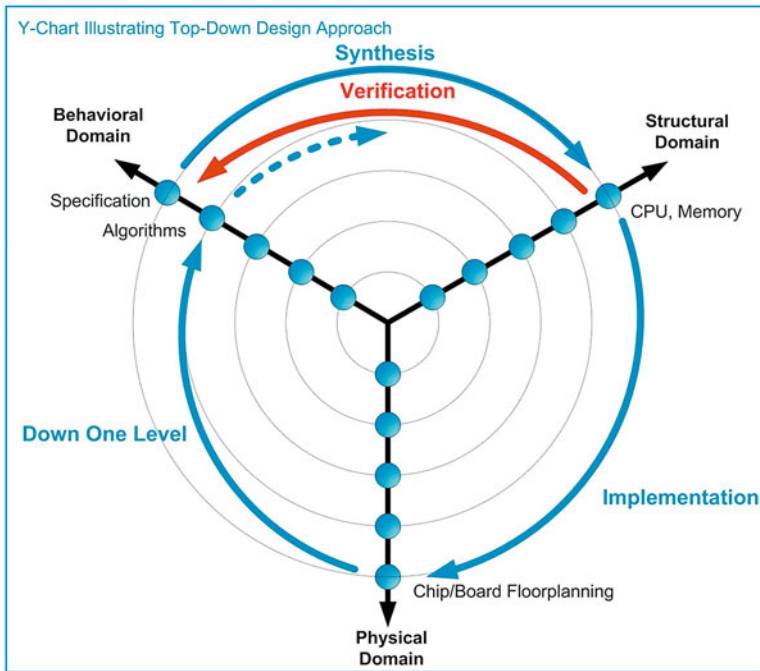 Y-Chart Illustrating Top-Down Design Approach
Synthesis
Verification
Behavioral
Domain
Structural
Domain
Specification
Algorithms
CPU, Memory
Down One Level
Implementation
Chip/Board Floorplanning
Physical
Domain